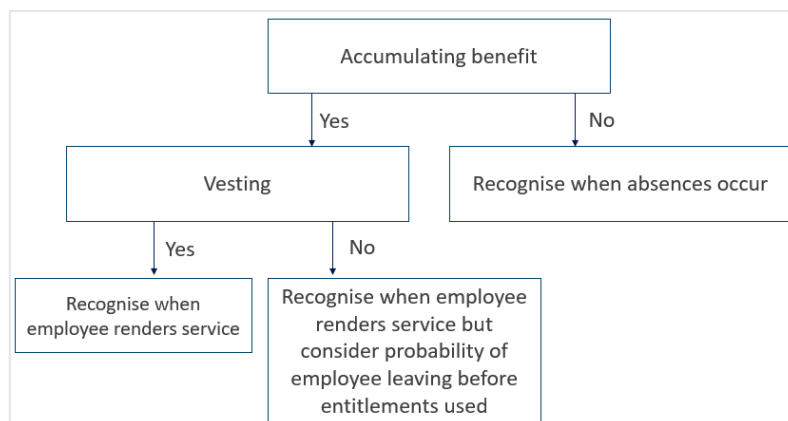 Accumulating benefit
Yes
No
Vesting
Recognise when absences occur
Yes
No
Recognise when
employee renders service
Recognise when employee
renders service but
consider probability of
employee leaving before
entitlements used